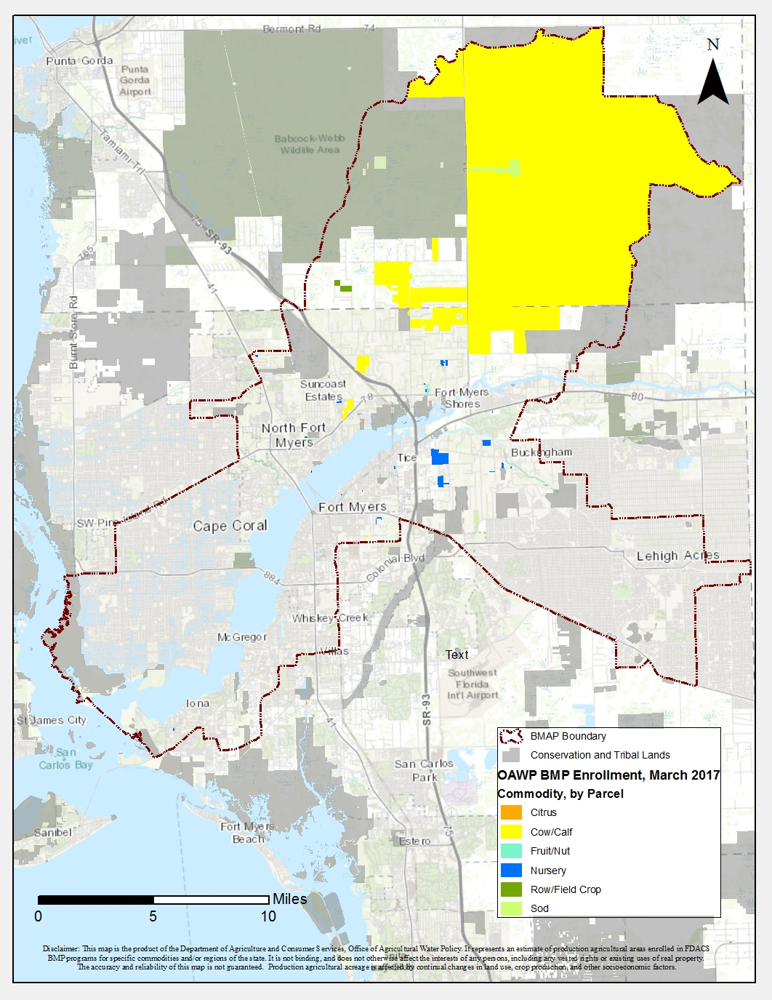 Bermont Rd
74
N
iver
Punta Gorda
Punta
Gorda
Airport
Babcock-Webb
Wildlife Area
Tamiami-Trl
75
SR-93
765
41
Burnt-Store-Rd
Suncoast
Estates
78
Fort Myers
Shores
80
North Fort
Myers
Tice
Buckingham
SW-Pine-Island-Rd
Fort Myers
Cape Coral
Lehigh Acres
Colonial-Blvd
884
Whiskey Creek
McGregor
Villas
Text
Southwest
Florida
Int'l Airport
Iona
SR-93
41
St James City
San
Carlos Bay
San Carlos
Park
Sanibel
Fort Myers
Beach
75
Estero
BMAP Boundary
Conservation and Tribal Lands
OAWP BMP Enrollment, March 2017
Commodity, by Parcel
Citrus
Cow/Calf
Fruit/Nut
Nursery
Row/Field Crop
Sod
Miles
0 5 10
Disclaimer: This map is the product of the Department of Agriculture and Consumer Services, Office of Agricultural Water Policy. It represents an estimate of production agricultural areas enrolled in FDACS
BMP programs for specific commodities and/or regions of the state. It is not binding, and does not otherwise affect the interests of any persons, including any vested rights or existing uses of real property.
The accuracy and reliability of this map is not guaranteed. Production agricultural acreage is affected by continual changes in land use, crop production, and other socioeconomic factors.